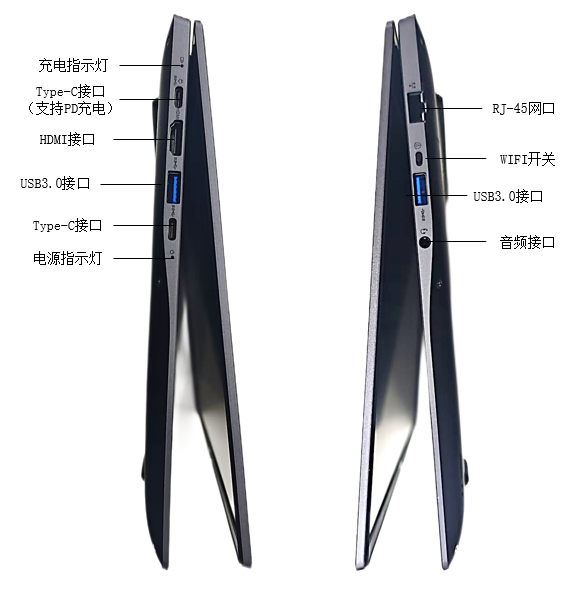 充电指示灯
Type-C接口
（支持PD充电）
HDMI接口
USB3.0接口
Type-C接口
电源指示灯
RJ-45网口
WIFI开关
USB3.0接口
音频接口